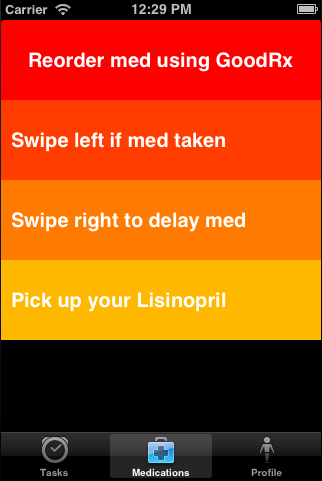 Carrier 12:29 PM
Reorder med using GoodRx
Swipe left if med taken
Swipe right to delay med
Pick up your Lisinopril
Tasks Medications Profile